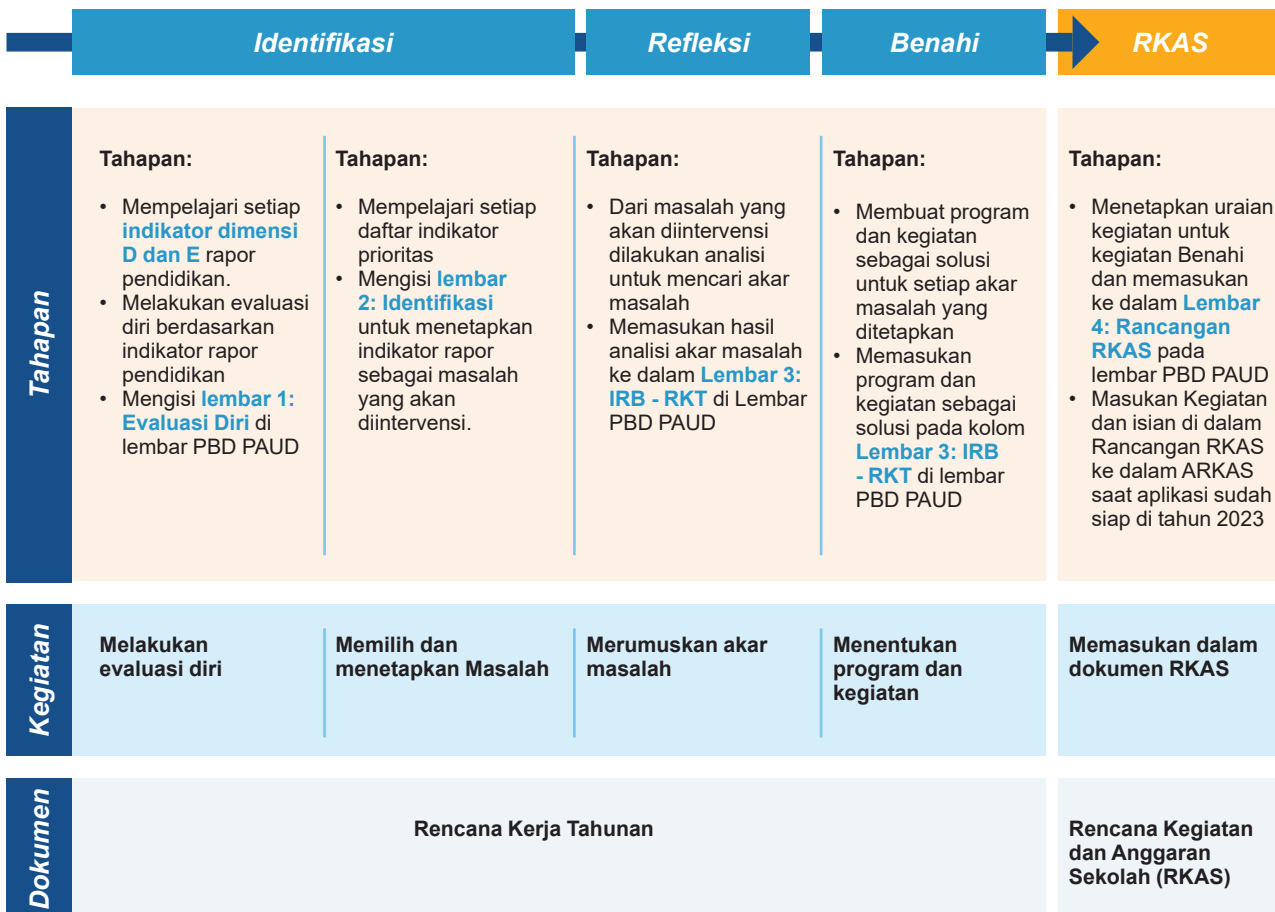 Identifikasi
Refleksi
Benahi
RKAS
Tahapan
Tahapan:
• Mempelajari setiap
indikator dimensi
D dan E rapor
pendidikan.
• Melakukan evaluasi
diri berdasarkan
indikator rapor
pendidikan
• Mengisi lembar 1:
Evaluasi Diri di
lembar PBD PAUD
Tahapan:
• Mempelajari setiap
daftar indikator
prioritas
• Mengisi lembar
2: Identifikasi
untuk menetapkan
indikator rapor
sebagai masalah
yang akan
diintervensi.
Tahapan:
• Dari masalah yang
akan diintervensi
dilakukan analisi
untuk mencari akar
masalah
• Memasukan hasil
analisi akar masalah
ke dalam Lembar 3:
IRB - RKT di Lembar
PBD PAUD
Tahapan:
• Membuat program
dan kegiatan
sebagai solusi
untuk setiap akar
masalah yang
ditetapkan
• Memasukan
program dan
kegiatan sebagai
solusi pada kolom
Lembar 3: IRB
- RKT di lembar
PBD PAUD
Tahapan:
• Menetapkan uraian
kegiatan untuk
kegiatan Benahi
dan memasukan
ke dalam Lembar
4: Rancangan
RKAS pada
lembar PBD PAUD
• Masukan Kegiatan
dan isian di dalam
Rancangan RKAS
ke dalam ARKAS
saat aplikasi sudah
siap di tahun 2023
Kegiatan
Melakukan
evaluasi diri
Memilih dan
menetapkan Masalah
Merumuskan akar
masalah
Menentukan
program dan
kegiatan
Memasukan dalam
dokumen RKAS
Dokumen
Rencana Kerja Tahunan
Rencana Kegiatan
dan Anggaran
Sekolah (RKAS)